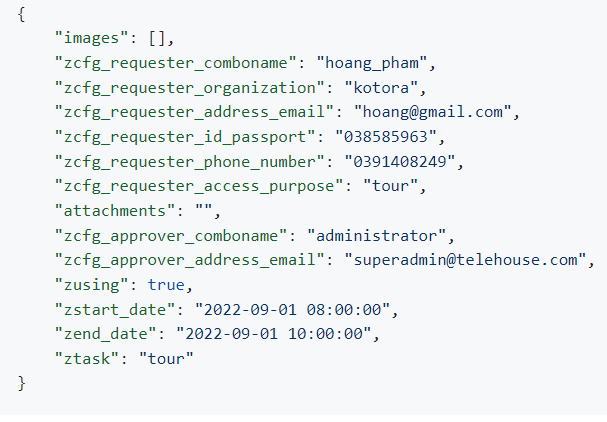 {
    "images": [],
    "zcfg_requester_comboname": "hoang_pham",
    "zcfg_requester_organization": "kotora",
    "zcfg_requester_address_email": "hoang@gmail.com",
    "zcfg_requester_id_passport": "038585963",
    "zcfg_requester_phone_number": "0391408249",
    "zcfg_requester_access_purpose": "tour",
    "attachments": "",
    "zcfg_approver_comboname": "administrator",
    "zcfg_approver_address_email": "superadmin@telehouse.com",
    "zusing": true,
    "zstart_date": "2022-09-01 08:00:00",
    "zend_date": "2022-09-01 10:00:00",
    "ztask": "tour"
}